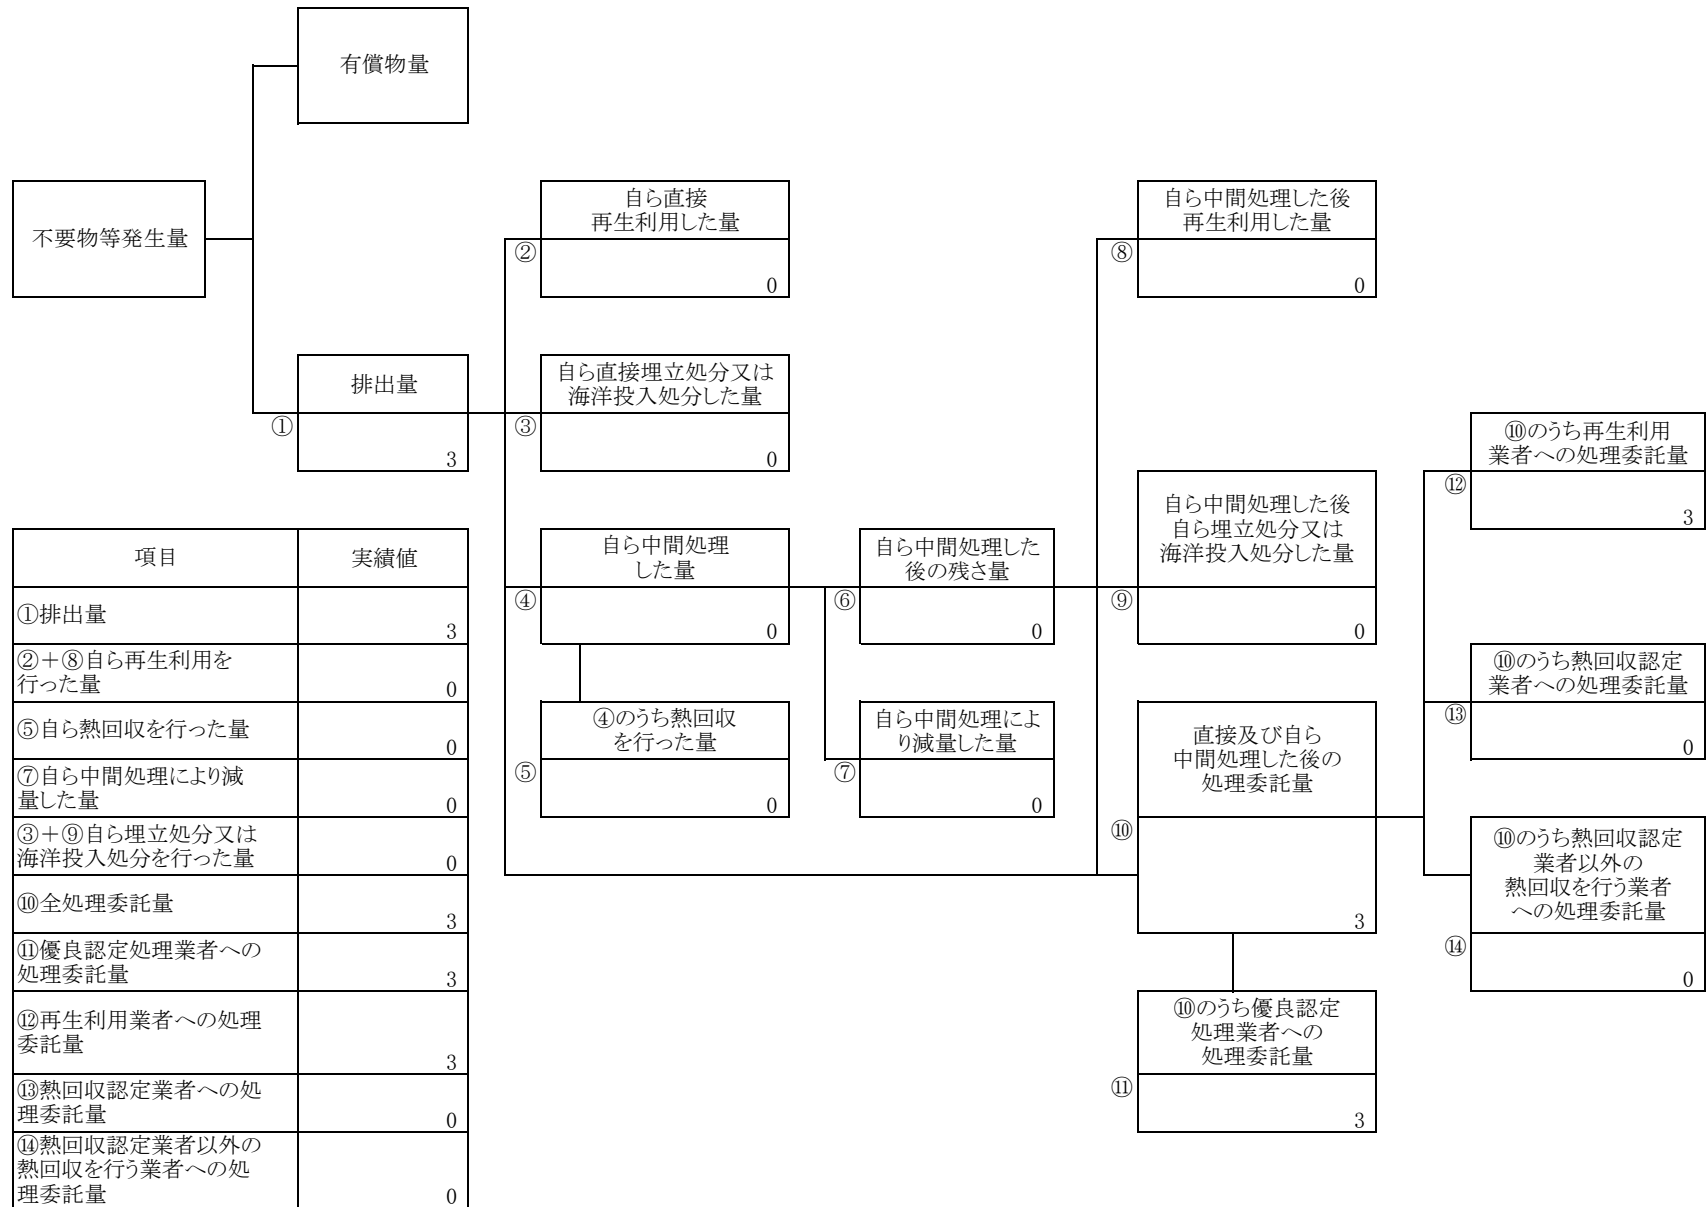 有償物量
不要物等発生量
自ら直接
再生利用した量
②
0
自ら中間処理した後
再生利用した量
⑧
0
排出量
①
3
自ら直接埋立処分又は
海洋投入処分した量
③
0
⑩のうち再生利用
業者への処理委託量
⑫
3
自ら中間処理
した量
④
0
自ら中間処理した
後の残さ量
⑥
0
自ら中間処理した後
自ら埋立処分又は
海洋投入処分した量
⑨
0
⑩のうち熱回収認定
業者への処理委託量
⑬
0
④のうち熱回収
を行った量
⑤
0
自ら中間処理によ
り減量した量
⑦
0
直接及び自ら
中間処理した後の
処理委託量
⑩
3
⑩のうち熱回収認定
業者以外の
熱回収を行う業者
への処理委託量
⑭
0
⑩のうち優良認定
処理業者への
処理委託量
⑪
3
項目 実績値
①排出量
3
②+⑧自ら再生利用を
行った量
0
⑤自ら熱回収を行った量
0
⑦自ら中間処理により減
量した量
0
③+⑨自ら埋立処分又は
海洋投入処分を行った量
0
⑩全処理委託量
3
⑪優良認定処理業者への
処理委託量
3
⑫再生利用業者への処理
委託量
3
⑬熱回収認定業者への処
理委託量
0
⑭熱回収認定業者以外の
熱回収を行う業者への処
理委託量
0